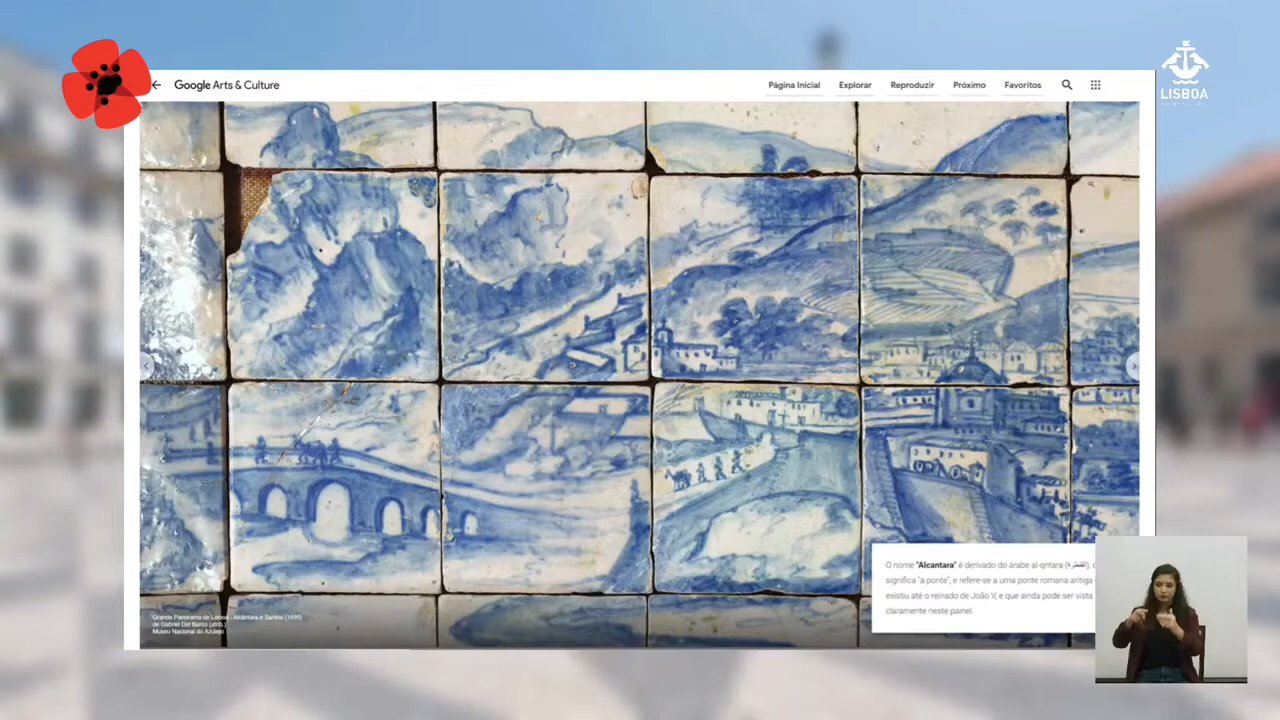 Google Arts & Culture
Página Inicial
Explorar
Reproduzir
Próximo
Favoritos
LISBOA
O nome "Alcantara" é derivado do árabe al-qntara (القنطرة),
significa "a ponte", e refere-se a uma ponte romana antiga
existiu até o reinado de João V, e que ainda pode ser vista
claramente neste painel.
Grande Panorama de Lisboa - Alcântara e Santos (1699)
de Gabriel Del Barco (atrib.)
Museu Nacional do Azulejo